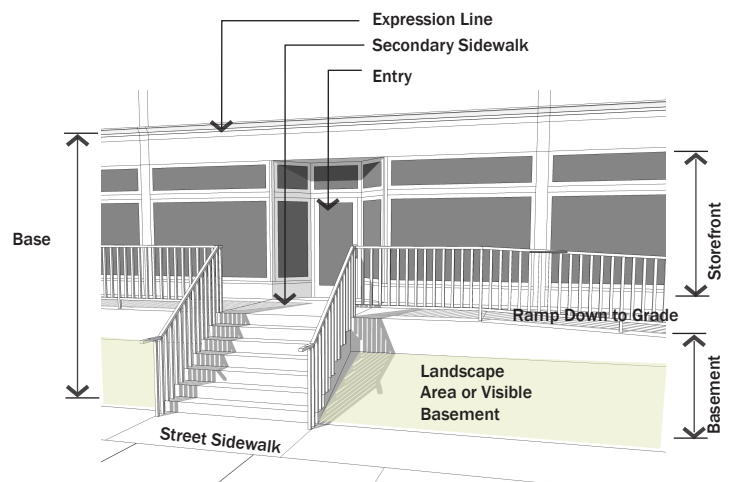 Expression Line
Secondary Sidewalk
Entry
Base
Storefront
Ramp Down to Grade
Landscape
Area or Visible
Basement
Basement
Street Sidewalk